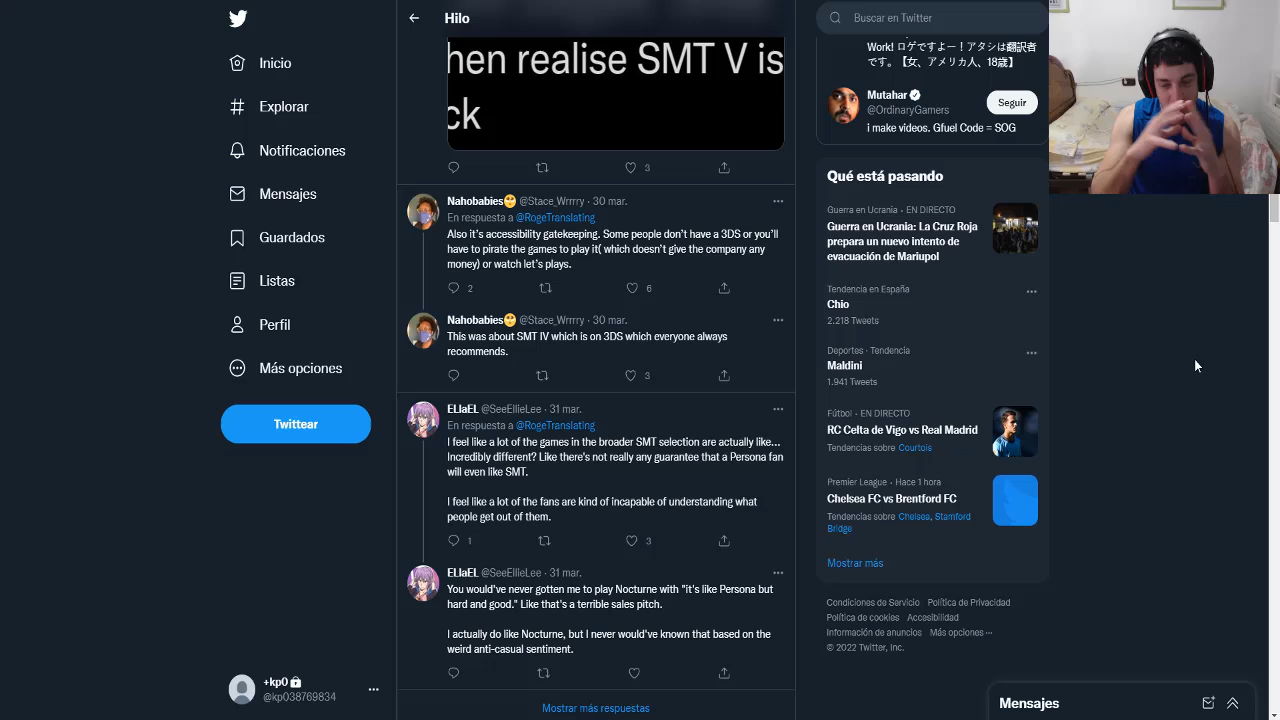 Inicio
Explorar
Notificaciones
Mensajes
Guardados
Listas
Perfil
Más opciones
Twittear
+kp0
@kp038769834
Hilo
hen realise SMT V is
ck
3
Nahobabies @Stace_Wrrrry · 30 mar.
En respuesta a @RogeTranslating
Also it's accessibility gatekeeping. Some people don't have a 3DS or you'll
have to pirate the games to play it( which doesn't give the company any
money) or watch let's plays.
2 6
Nahobabies @Stace_Wrrrry · 30 mar.
This was about SMT IV which is on 3DS which everyone always
recommends.
3
ELIaEL @SeeEllieLee · 31 mar.
En respuesta a @RogeTranslating
I feel like a lot of the games in the broader SMT selection are actually like...
Incredibly different? Like there's not really any guarantee that a Persona fan
will even like SMT.
I feel like a lot of the fans are kind of incapable of understanding what
people get out of them.
1 3
ELIaEL @SeeEllieLee · 31 mar.
You would've never gotten me to play Nocturne with "it's like Persona but
hard and good." Like that's a terrible sales pitch.
I actually do like Nocturne, but I never would've known that based on the
weird anti-casual sentiment.
Mostrar más respuestas
Buscar en Twitter
Work! ロゲですよー！アタシは翻訳者
です。【女、アメリカ人、18歳】
Mutahar
@OrdinaryGamers
Seguir
i make videos. Gfuel Code = SOG
Qué está pasando
Guerra en Ucrania · EN DIRECTO
Guerra en Ucrania: La Cruz Roja
prepara un nuevo intento de
evacuación de Mariupol
Tendencia en España
Chio
2.218 Tweets
Deportes · Tendencia
Maldini
1.941 Tweets
Fútbol · EN DIRECTO
RC Celta de Vigo vs Real Madrid
Tendencias sobre Courtois
Premier League · Hace 1 hora
Chelsea FC vs Brentford FC
Tendencias sobre Chelsea, Stamford
Bridge
Mostrar más
Condiciones de Servicio Política de Privacidad
Política de cookies Accesibilidad
Información de anuncios Más opciones ···
© 2022 Twitter, Inc.
Mensajes